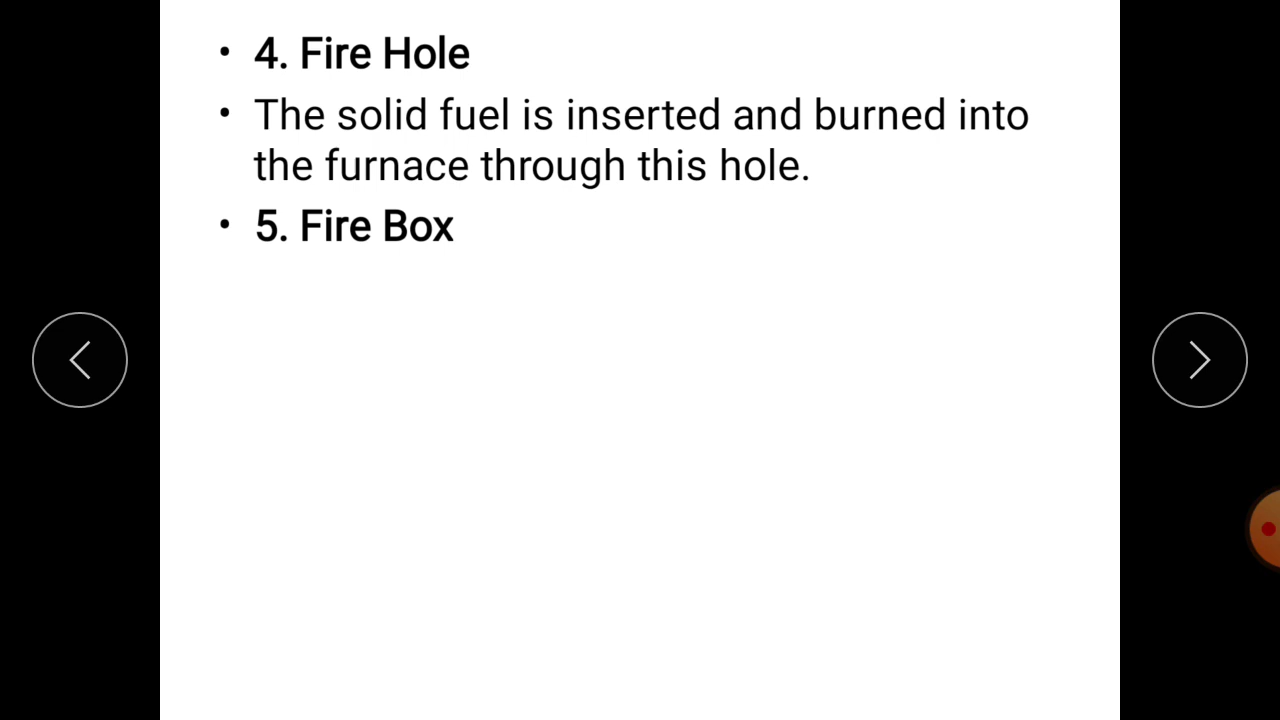 • 4. Fire Hole
• The solid fuel is inserted and burned into
the furnace through this hole.
• 5. Fire Box